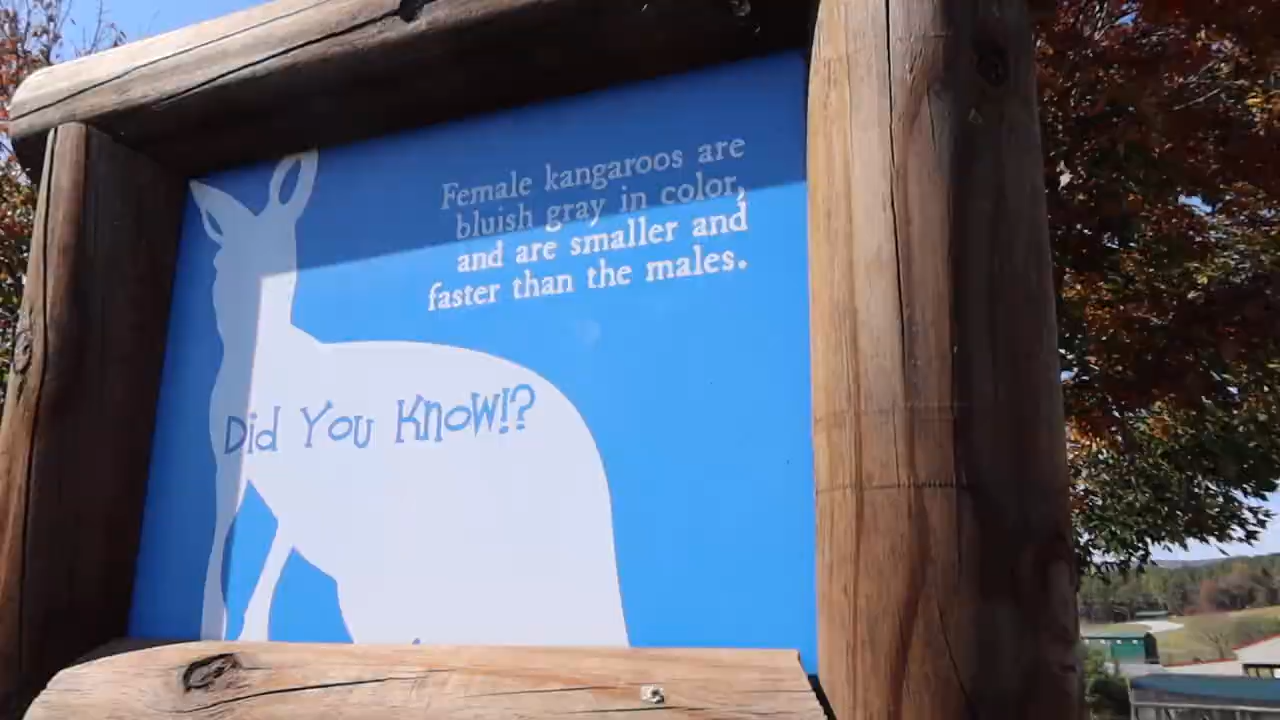 Female kangaroos are
bluish gray in color,
and are smaller and
faster than the males.
Did You Know!?